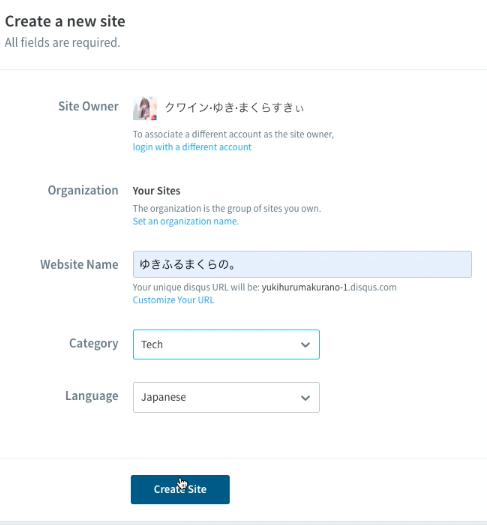 Create a new site
All fields are required.
Site Owner
クワイン·ゆき·まくらすきぃ
To associate a different account as the site owner,
login with a different account
Organization
Your Sites
The organization is the group of sites you own.
Set an organization name.
Website Name
ゆきふるまくらの。
Your unique disqus URL will be: yukihurumakurano-1.disqus.com
Customize Your URL
Category
Tech
Language
Japanese
Create Site